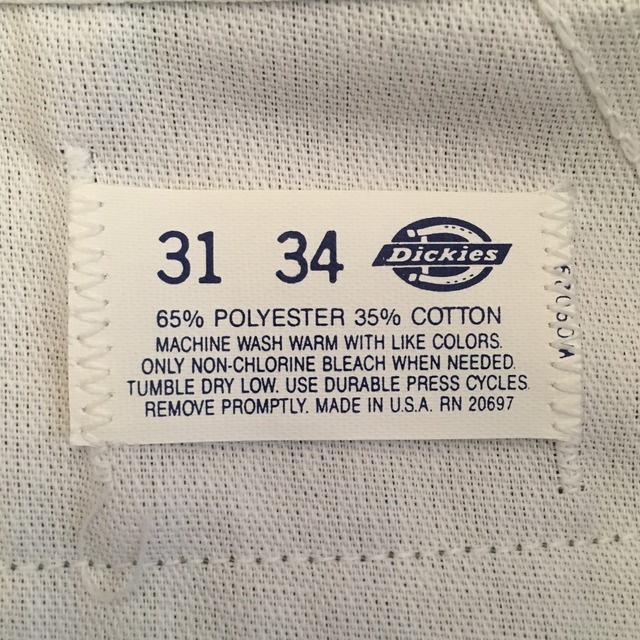 31 34 Dickies
65% POLYESTER 35% COTTON
MACHINE WASH WARM WITH LIKE COLORS.
ONLY NON-CHLORINE BLEACH WHEN NEEDED.
TUMBLE DRY LOW. USE DURABLE PRESS CYCLES.
REMOVE PROMPTLY. MADE IN U.S.A. RN 20697